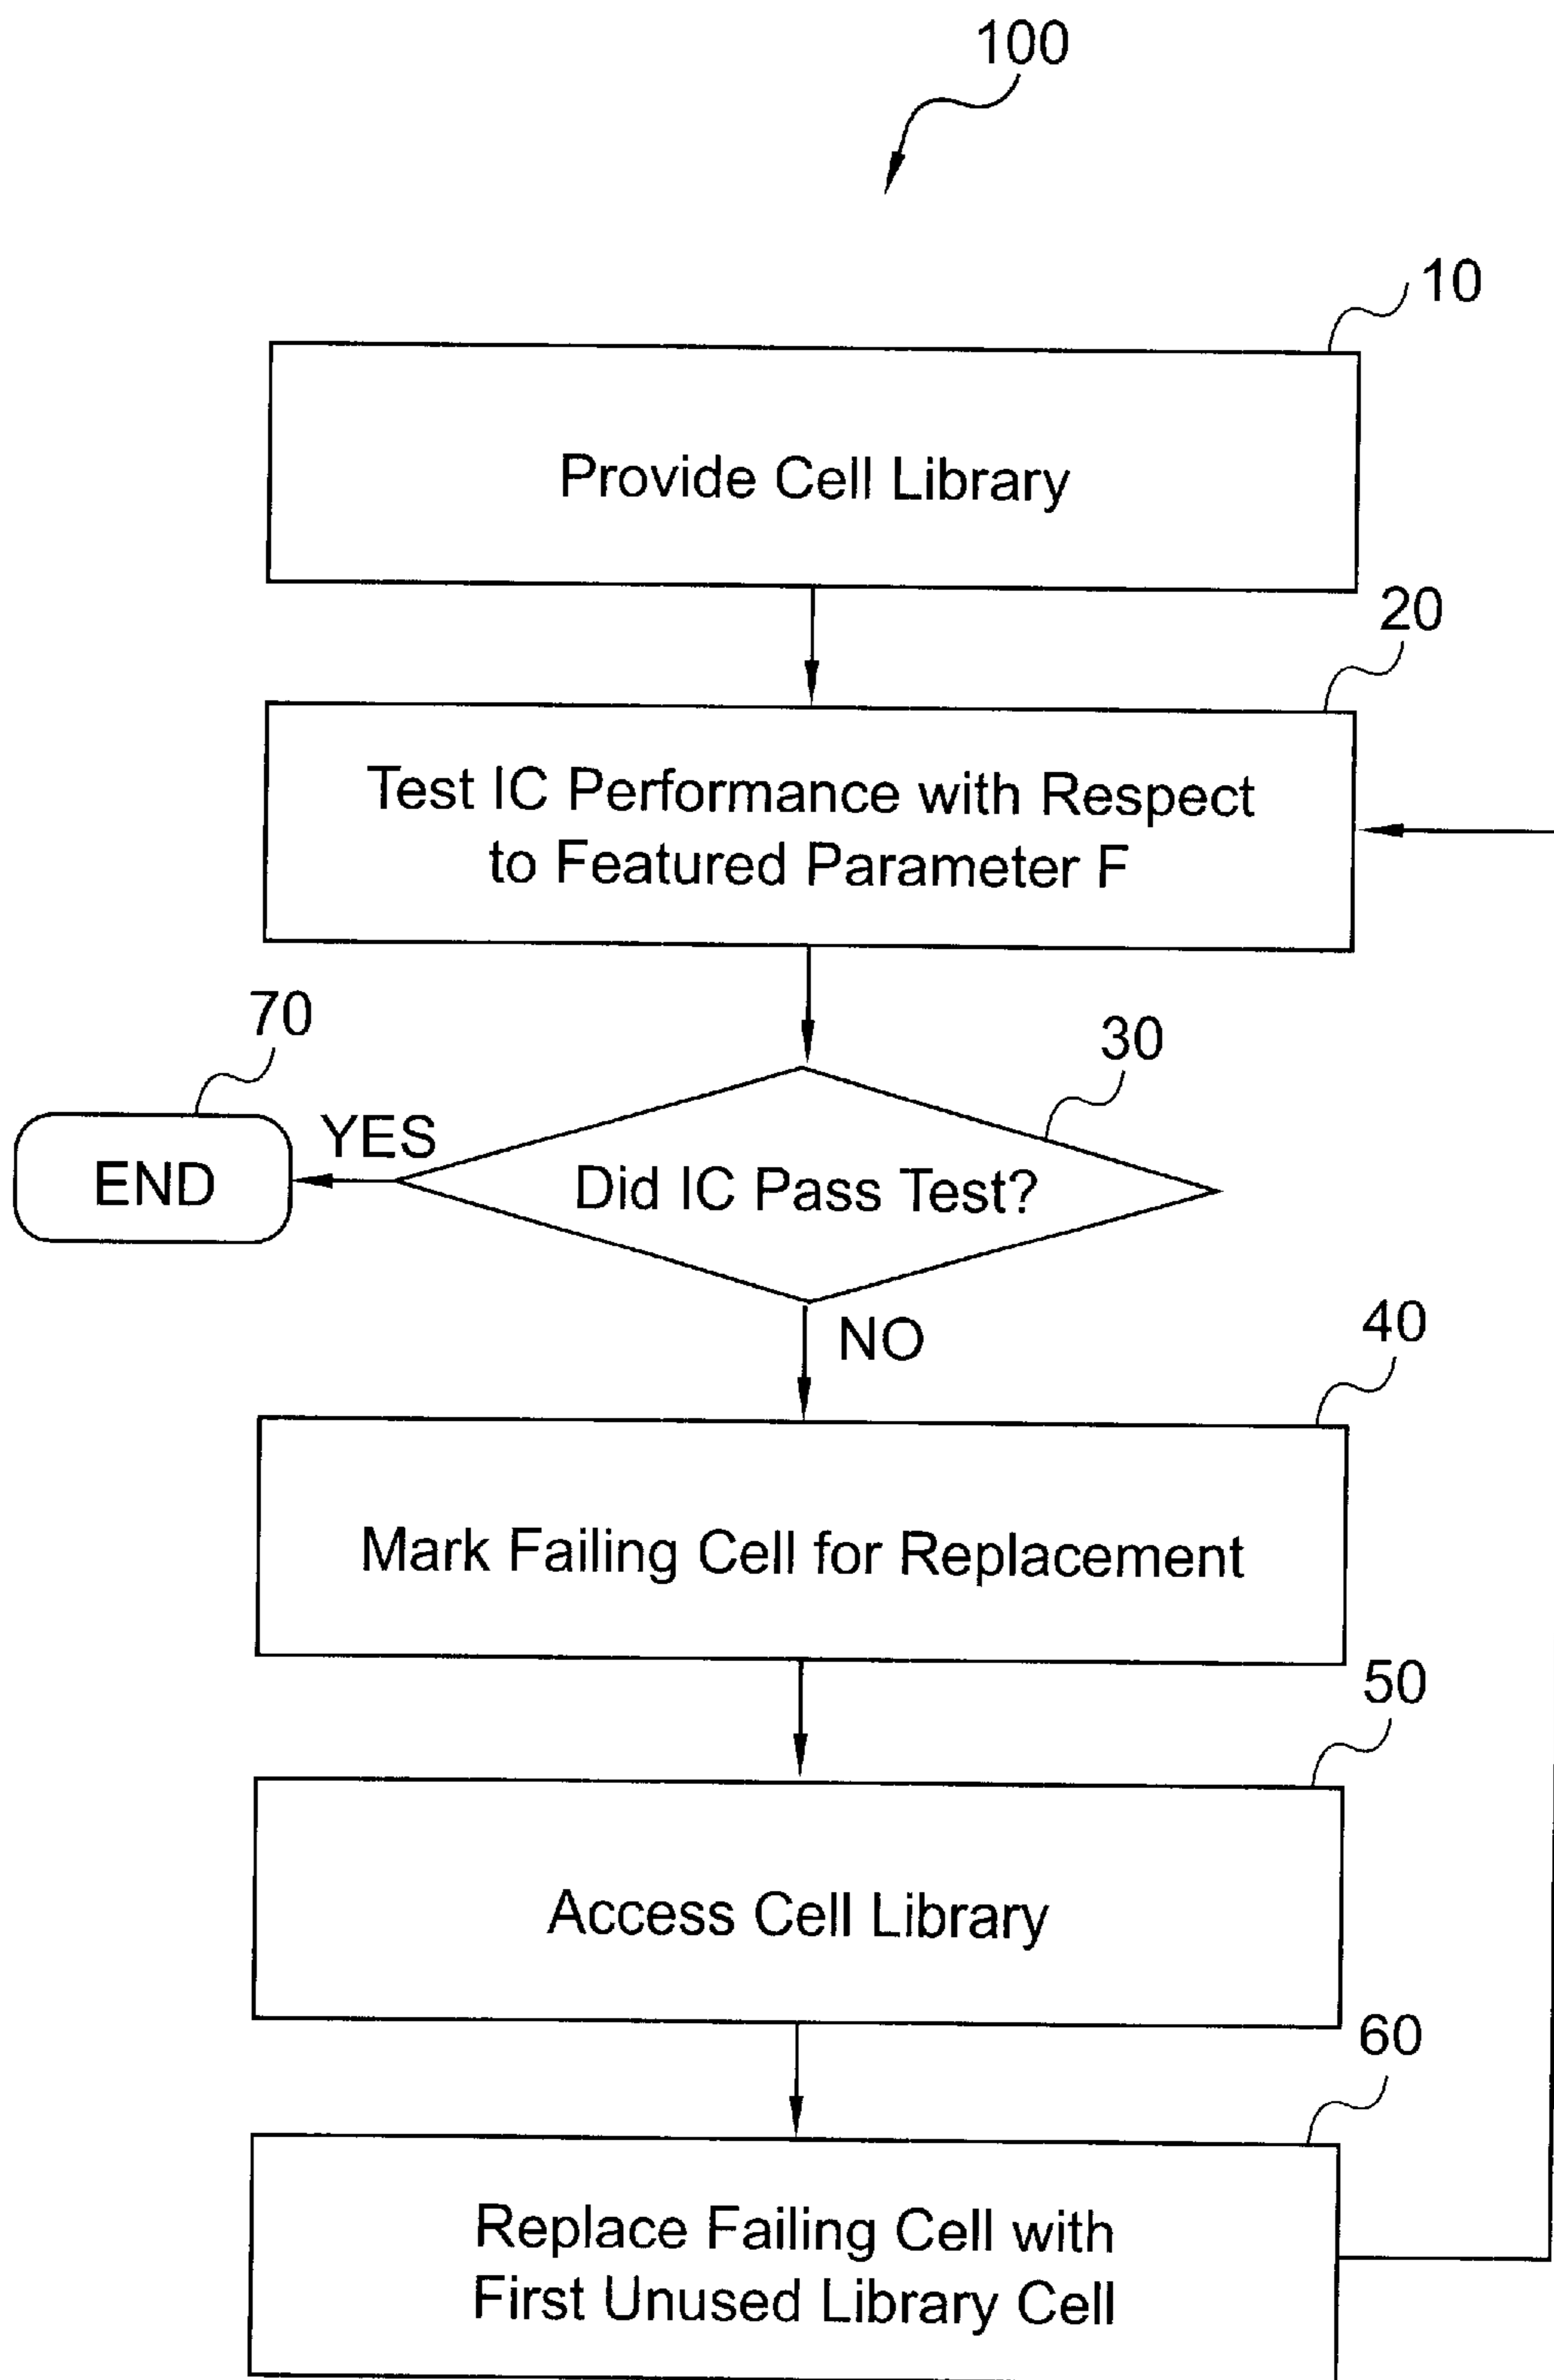 100
10
Provide Cell Library
20
Test IC Performance with Respect
to Featured Parameter F
70
30
YES
END
Did IC Pass Test?
NO
40
Mark Failing Cell for Replacement
50
Access Cell Library
60
Replace Failing Cell with
First Unused Library Cell